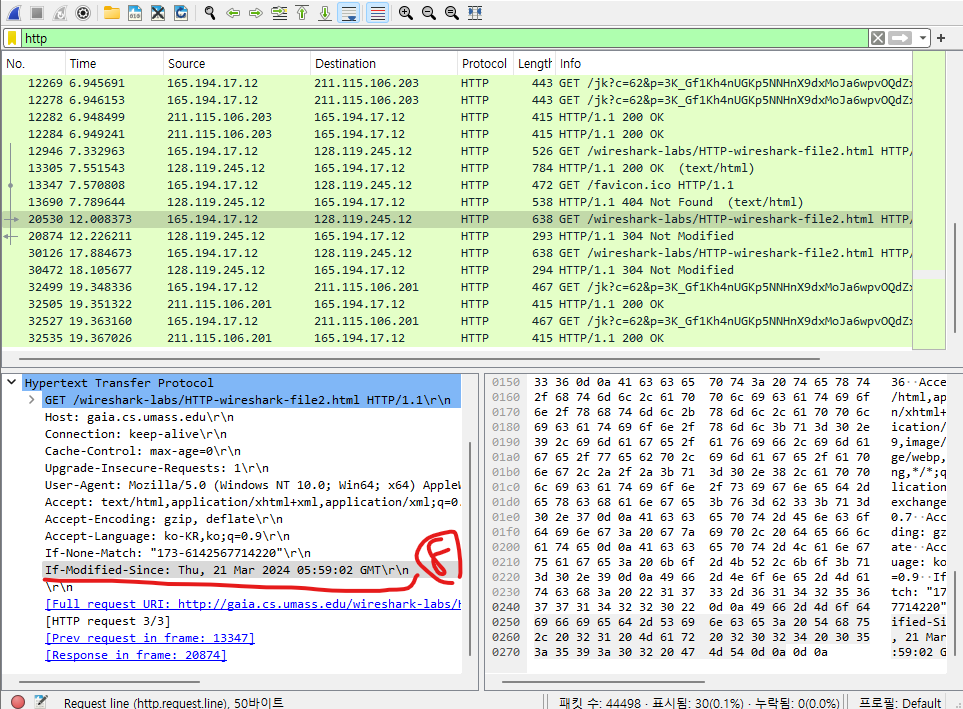 http
No. Time Source Destination Protocol Length Info
12269 6.945691 165.194.17.12 211.115.106.203 HTTP 443 GET /jk?c=62&p=3K_Gf1Kh4nUGKp5NNHnX9dxMoJa6wpvOQdZx
12278 6.946153 165.194.17.12 211.115.106.203 HTTP 443 GET /jk?c=62&p=3K_Gf1Kh4nUGKp5NNHnX9dxMoJa6wpvOQdZx
12282 6.948499 211.115.106.203 165.194.17.12 HTTP 415 HTTP/1.1 200 OK
12284 6.949241 211.115.106.203 165.194.17.12 HTTP 415 HTTP/1.1 200 OK
12946 7.332963 165.194.17.12 128.119.245.12 HTTP 526 GET /wireshark-labs/HTTP-wireshark-file2.html HTTP/
13305 7.551543 128.119.245.12 165.194.17.12 HTTP 784 HTTP/1.1 200 OK (text/html)
13347 7.570808 165.194.17.12 128.119.245.12 HTTP 472 GET /favicon.ico HTTP/1.1
13690 7.789644 128.119.245.12 165.194.17.12 HTTP 538 HTTP/1.1 404 Not Found (text/html)
20530 12.008373 165.194.17.12 128.119.245.12 HTTP 638 GET /wireshark-labs/HTTP-wireshark-file2.html HTTP/
20874 12.226211 128.119.245.12 165.194.17.12 HTTP 293 HTTP/1.1 304 Not Modified
30126 17.884673 165.194.17.12 128.119.245.12 HTTP 638 GET /wireshark-labs/HTTP-wireshark-file2.html HTTP/
30472 18.105677 128.119.245.12 165.194.17.12 HTTP 294 HTTP/1.1 304 Not Modified
32499 19.348336 165.194.17.12 211.115.106.201 HTTP 467 GET /jk?c=62&p=3K_Gf1Kh4nUGKp5NNHnX9dxMoJa6wpvOQdZx
32505 19.351322 211.115.106.201 165.194.17.12 HTTP 415 HTTP/1.1 200 OK
32527 19.363160 165.194.17.12 211.115.106.201 HTTP 467 GET /jk?c=62&p=3K_Gf1Kh4nUGKp5NNHnX9dxMoJa6wpvOQdZx
32535 19.367026 211.115.106.201 165.194.17.12 HTTP 415 HTTP/1.1 200 OK
Hypertext Transfer Protocol
GET /wireshark-labs/HTTP-wireshark-file2.html HTTP/1.1\r\n
Host: gaia.cs.umass.edu\r\n
Connection: keep-alive\r\n
Cache-Control: max-age=0\r\n
Upgrade-Insecure-Requests: 1\r\n
User-Agent: Mozilla/5.0 (Windows NT 10.0; Win64; x64) AppleW
Accept: text/html,application/xhtml+xml,application/xml;q=0.
Accept-Encoding: gzip, deflate\r\n
Accept-Language: ko-KR,ko;q=0.9\r\n
If-None-Match: "173-6142567714220"\r\n
If-Modified-Since: Thu, 21 Mar 2024 05:59:02 GMT\r\n
F
\r\n
[Full request URI: http://gaia.cs.umass.edu/wireshark-labs/H
[HTTP request 3/3]
[Prev request in frame: 13347]
[Response in frame: 20874]
0150 33 36 0d 0a 41 63 63 65 70 74 3a 20 74 65 78 74 36··Acce
0160 2f 68 74 6d 6c 2c 61 70 70 6c 69 63 61 74 69 6f /html,ap
0170 6e 2f 78 68 74 6d 6c 2b 78 6d 6c 2c 61 70 70 6c n/xhtml+
0180 69 63 61 74 69 6f 6e 2f 78 6d 6c 3b 71 3d 30 2e ication/
0190 39 2c 69 6d 61 67 65 2f 61 76 69 66 2c 69 6d 61 9,image/
01a0 67 65 2f 77 65 62 70 2c 69 6d 61 67 65 2f 61 70 ge/webp,
01b0 6e 67 2c 2a 2f 2a 3b 71 3d 30 2e 38 2c 61 70 70 ng,*/*;q
01c0 6c 69 63 61 74 69 6f 6e 2f 73 69 67 6e 65 64 2d lication
01d0 65 78 63 68 61 6e 67 65 3b 76 3d 62 33 3b 71 3d exchange
01e0 30 2e 37 0d 0a 41 63 63 65 70 74 2d 45 6e 63 6f 0.7··Acc
01f0 64 69 6e 67 3a 20 67 7a 69 70 2c 20 64 65 66 6c ding: gz
0200 61 74 65 0d 0a 41 63 63 65 70 74 2d 4c 61 6e 67 ate··Acc
0210 75 61 67 65 3a 20 6b 6f 2d 4b 52 2c 6b 6f 3b 71 uage: ko
0220 3d 30 2e 39 0d 0a 49 66 2d 4e 6f 6e 65 2d 4d 61 =0.9··If
0230 74 63 68 3a 20 22 31 37 33 2d 36 31 34 32 35 36 tch: "17
0240 37 37 31 34 32 32 30 22 0d 0a 49 66 2d 4d 6f 64 7714220"
0250 69 66 69 65 64 2d 53 69 6e 63 65 3a 20 54 68 75 ified-Si
0260 2c 20 32 31 20 4d 61 72 20 32 30 32 34 20 30 35 , 21 Mar
0270 3a 35 39 3a 30 32 20 47 4d 54 0d 0a 0d 0a :59:02 G
Request line (http.request.line), 50바이트 패킷 수: 44498 · 표시됨: 30(0.1%) · 누락됨: 0(0.0%) 프로필: Default